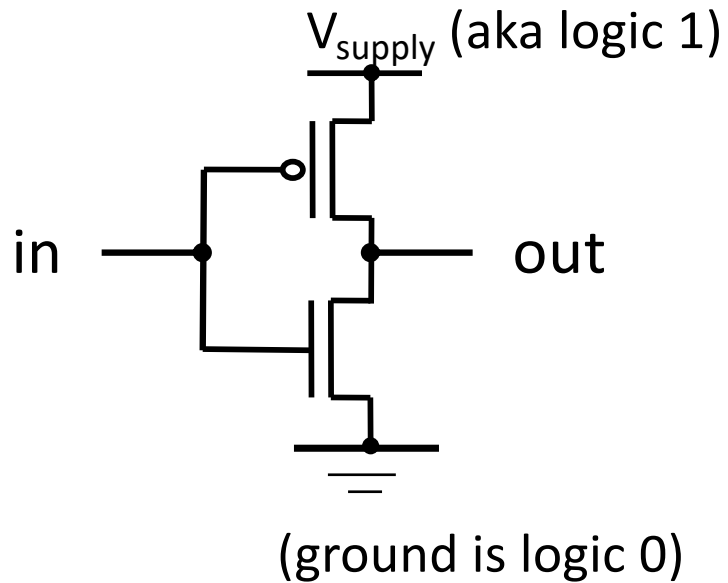 Vsupply (aka logic 1)
in
out
(ground is logic 0)